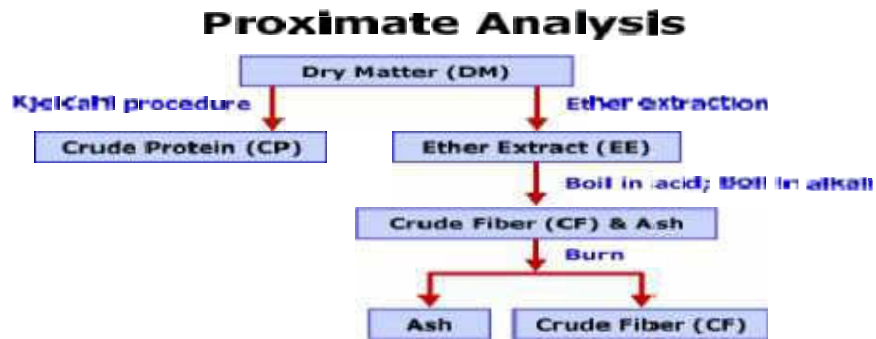 Proximate Analysis
Dry Matter (DM)
Kjeldahl procedure
Ether extraction
Crude Protein (CP)
Ether Extract (EE)
Boil in acid; Boil in alkali
Crude Fiber (CF) & Ash
Burn
Ash
Crude Fiber (CF)